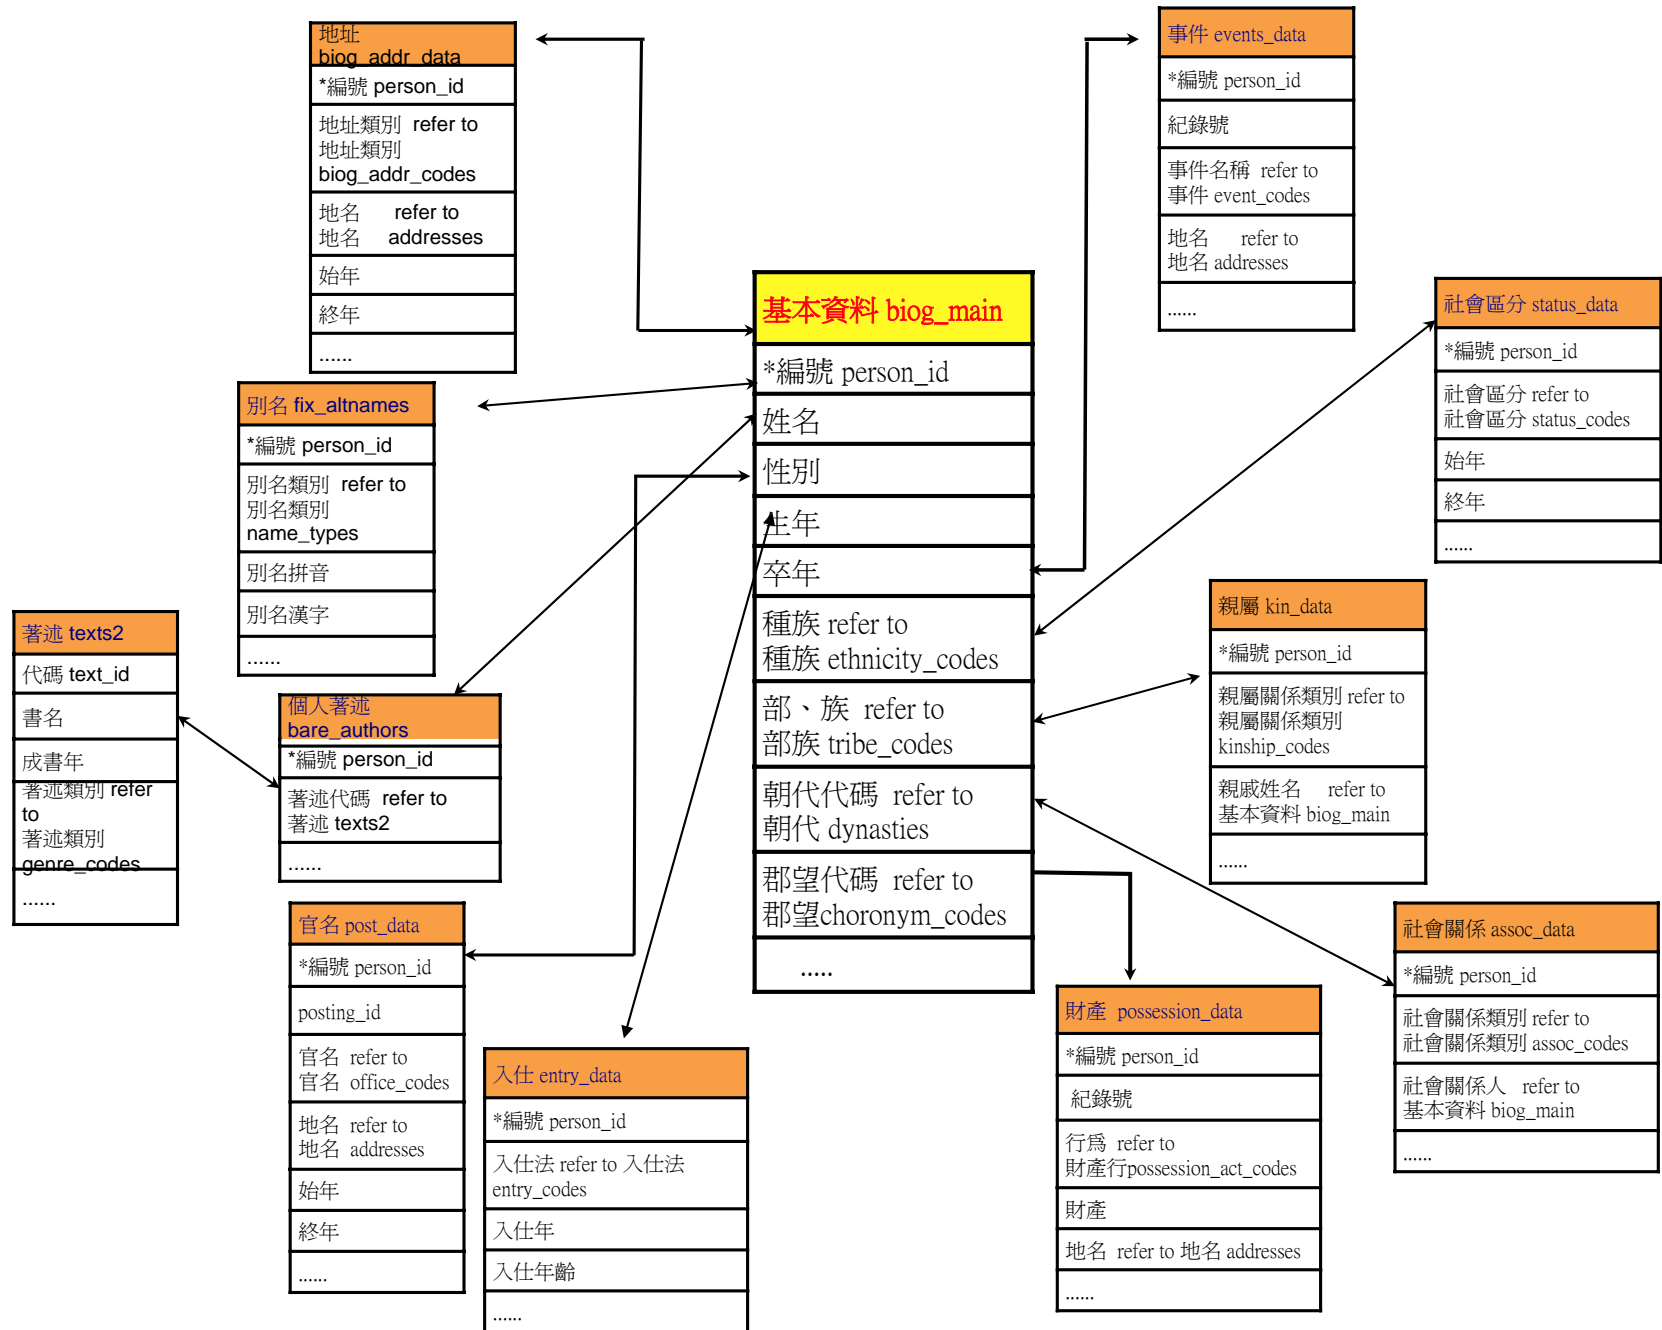 地址
biog_addr_data
*編號 person_id
地址類別 refer to
地址類別
biog_addr_codes
地名 refer to
地名 addresses
始年
終年
......
別名 fix_altnames
*編號 person_id
別名類別 refer to
別名類別
name_types
別名拼音
別名漢字
......
著述 texts2
代碼 text_id
書名
成書年
著述類別 refer
to
著述類別
genre_codes
......
個人著述
bare_authors
*編號 person_id
著述代碼 refer to
著述 texts2
......
官名 post_data
*編號 person_id
posting_id
官名 refer to
官名 office_codes
地名 refer to
地名 addresses
始年
終年
......
入仕 entry_data
*編號 person_id
入仕法 refer to 入仕法
entry_codes
入仕年
入仕年齡
......
基本資料 biog_main
*編號 person_id
姓名
性別
生年
卒年
種族 refer to
種族 ethnicity_codes
部、族 refer to
部族 tribe_codes
朝代代碼 refer to
朝代 dynasties
郡望代碼 refer to
郡望choronym_codes
.....
事件 events_data
*編號 person_id
紀錄號
事件名稱 refer to
事件 event_codes
地名 refer to
地名 addresses
......
社會區分 status_data
*編號 person_id
社會區分 refer to
社會區分 status_codes
始年
終年
......
親屬 kin_data
*編號 person_id
親屬關係類別 refer to
親屬關係類別
kinship_codes
親戚姓名 refer to
基本資料 biog_main
......
社會關係 assoc_data
*編號 person_id
社會關係類別 refer to
社會關係類別 assoc_codes
社會關係人 refer to
基本資料 biog_main
......
財產 possession_data
*編號 person_id
紀錄號
行為 refer to
財產行possession_act_codes
財產
地名 refer to 地名 addresses
......